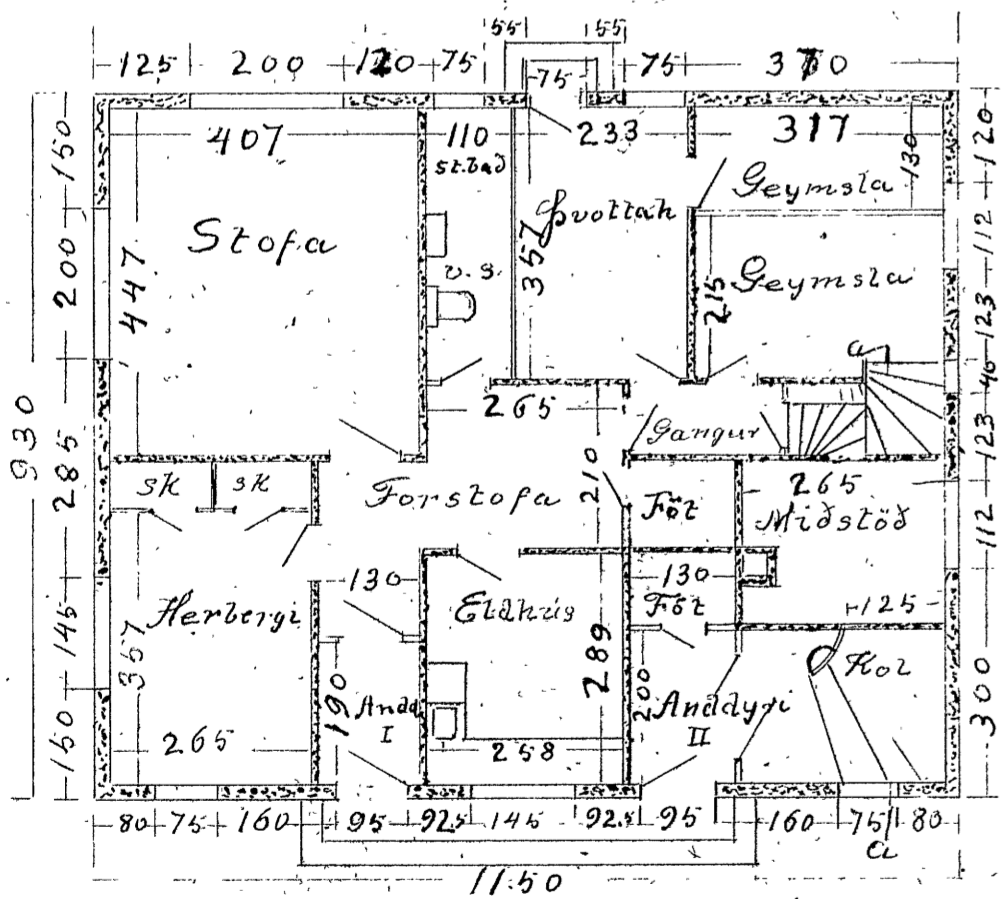 55 55
125 200 120 75 75 75 370
407 110 233 317
st.bað
Geymsla 130
Stofa Þvottah
v.s. 357
Geymsla
447 215
a
265
Gangur
sk sk
Forstofa 210 Föt 265
Miðstöð
130 130
Herbergi Eldhús Föt 125
357 289 Kol
190 Andd 200 Anddyri
I II
265 258
80 75 160 95 92.5 145 92.5 95 160 75 80
a
11.50
930
150 200 285 145 150
120 112 123 40 123 112 300